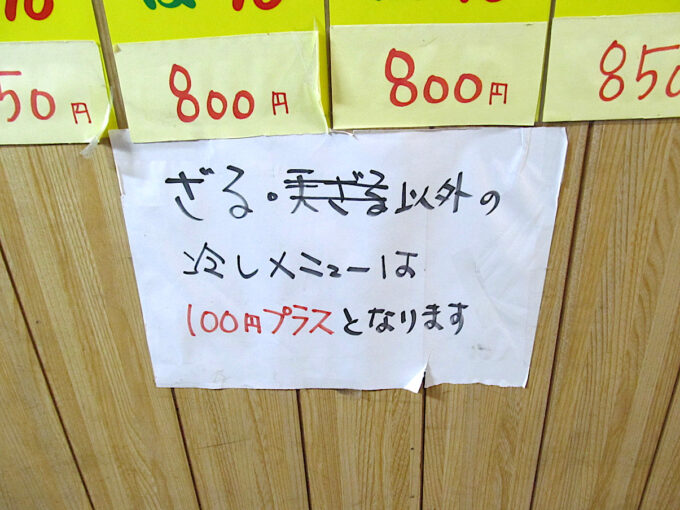 50円 800円 800円 850
ざる・天ざる以外の
冷しメニューは
100円プラスとなります